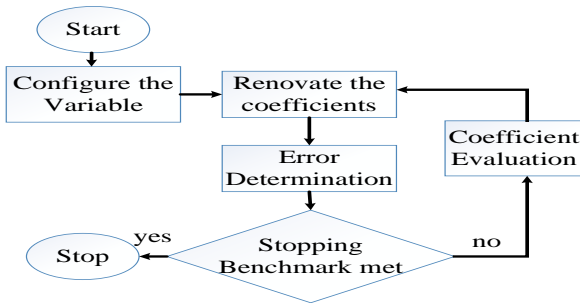 Start
Configure the
Variable
Renovate the
coefficients
Error
Determination
Coefficient
Evaluation
Stopping
Benchmark met
yes
Stop
no